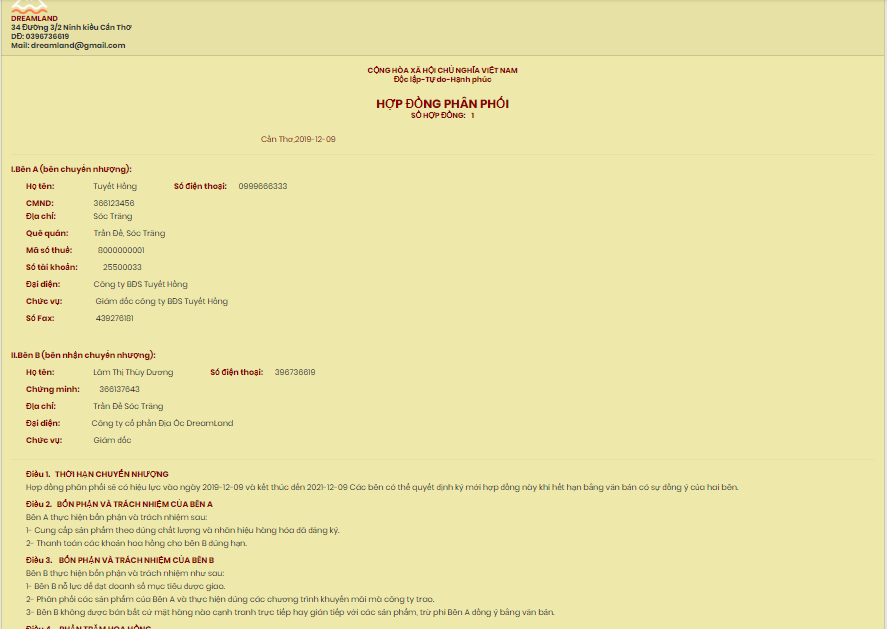 DREAMLAND
34 Đường 3/2 Ninh kiều Cần Thơ
DĐ: 0396736619
Mail: dreamland@gmail.com
CỘNG HÒA XÃ HỘI CHỦ NGHĨA VIỆT NAM
Độc lập-Tự do-Hạnh phúc
HỢP ĐỒNG PHÂN PHỐI
SỐ HỢP ĐỒNG: 1
Cần Thơ,2019-12-09
I.Bên A (bên chuyển nhượng):
Họ tên: Tuyết Hồng Số điện thoại: 0999666333
CMND: 366123456
Địa chỉ: Sóc Trăng
Quê quán: Trần Đề, Sóc Trăng
Mã số thuế: 8000000001
Số tài khoản: 25500033
Đại diện: Công ty BĐS Tuyết Hồng
Chức vụ: Giám đốc công ty BĐS Tuyết Hồng
Số Fax: 439276181
II.Bên B (bên nhận chuyển nhượng):
Họ tên: Lâm Thị Thùy Dương Số điện thoại: 396736619
Chứng minh: 366137643
Địa chỉ: Trần Đề Sóc Trăng
Đại diện: Công ty cổ phần Địa Ốc DreamLand
Chức vụ: Giám đốc
Điều 1. THỜI HẠN CHUYỂN NHƯỢNG
Hợp đồng phân phối sẽ có hiệu lực vào ngày 2019-12-09 và kết thúc đến 2021-12-09 Các bên có thể quyết định ký mới hợp đồng này khi hết hạn bằng văn bản có sự đồng ý của hai bên.
Điều 2. BỔN PHẬN VÀ TRÁCH NHIỆM CỦA BÊN A
Bên A thực hiện bổn phận và trách nhiệm sau:
1- Cung cấp sản phẩm theo đúng chất lượng và nhãn hiệu hàng hóa đã đăng ký.
2- Thanh toán các khoản hoa hồng cho bên B đúng hạn.
Điều 3. BỔN PHẬN VÀ TRÁCH NHIỆM CỦA BÊN B
Bên B thực hiện bổn phận và trách nhiệm như sau:
1- Bên B nỗ lực để đạt doanh số mục tiêu được giao.
2- Phân phối các sản phẩm của Bên A và thực hiện đúng các chương trình khuyến mãi mà công ty trao.
3- Bên B không được bán bất cứ mặt hàng nào cạnh tranh trực tiếp hay gián tiếp với các sản phẩm, trừ phi Bên A đồng ý bằng văn bản.
Điều 4. PHẦN TRĂM HOA HỒNG